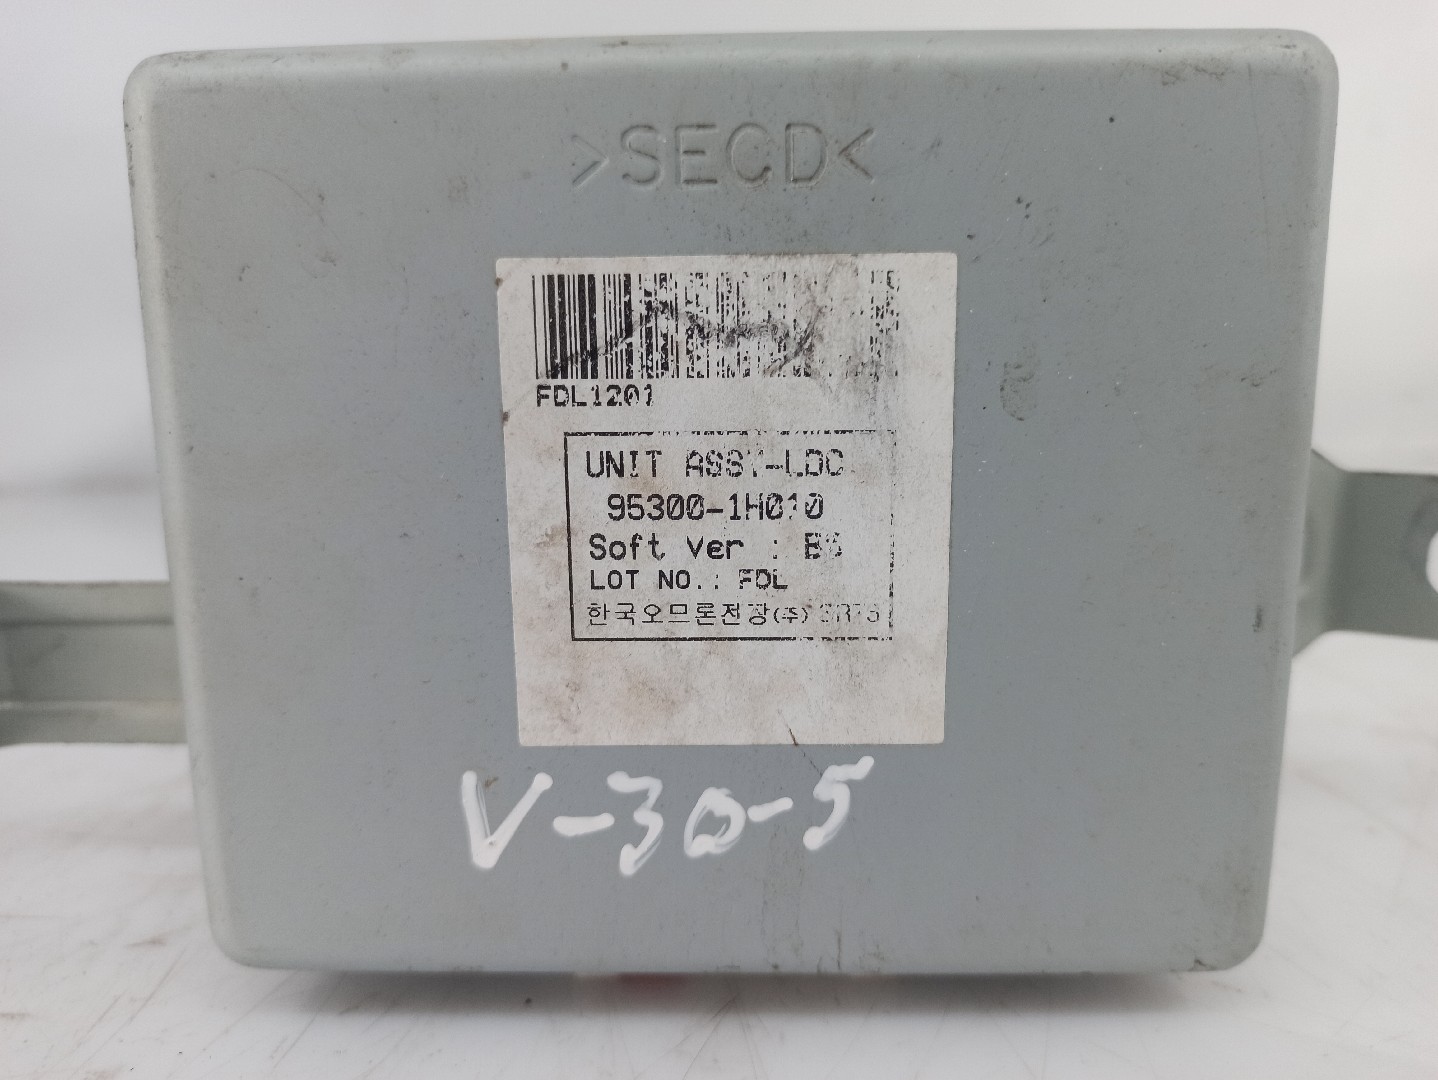 >SECD<
FDL1201
UNIT ASSY-LDC
95300-1H010
Soft Ver :
LOT NO.: FDL
한국오므론전장(주)
V-30-5